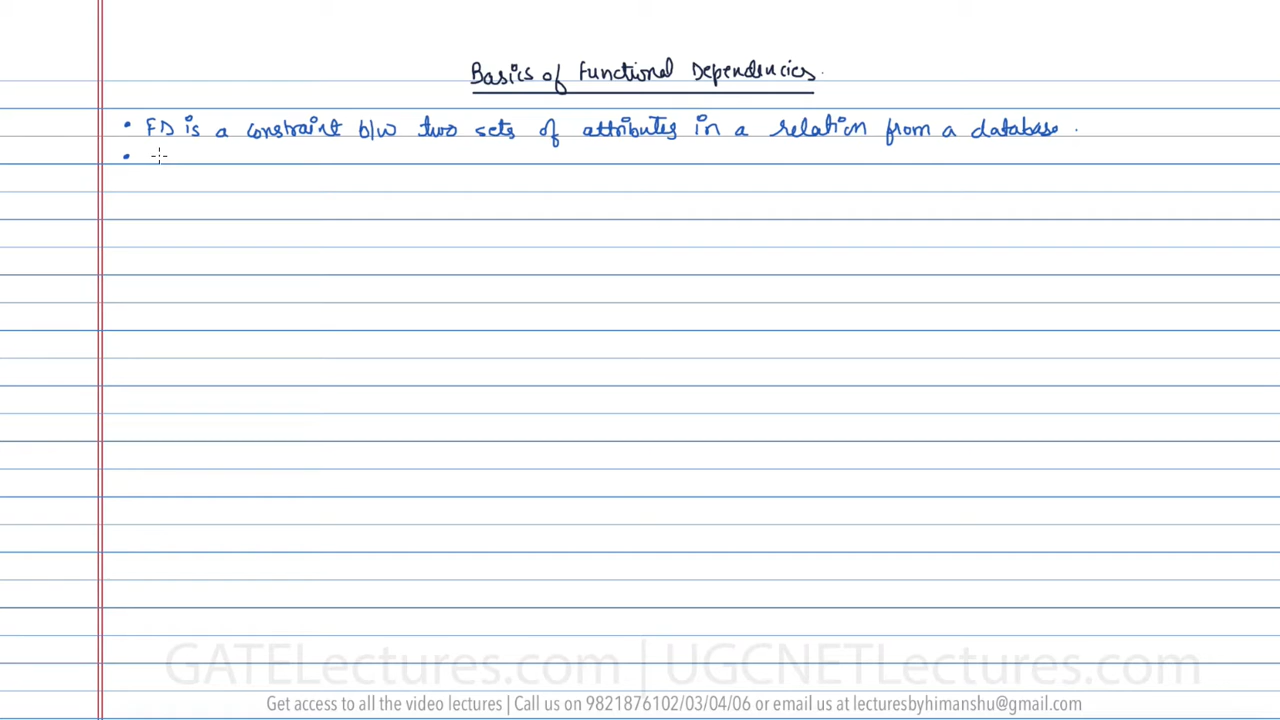 Basics of Functional Dependencies.
• FD is a constraint b/w two sets of attributes in a relation from a database.
•
GATELectures.com | UGCNETLectures.com
Get access to all the video lectures | Call us on 9821876102/03/04/06 or email us at lecturesbyhimanshu@gmail.com